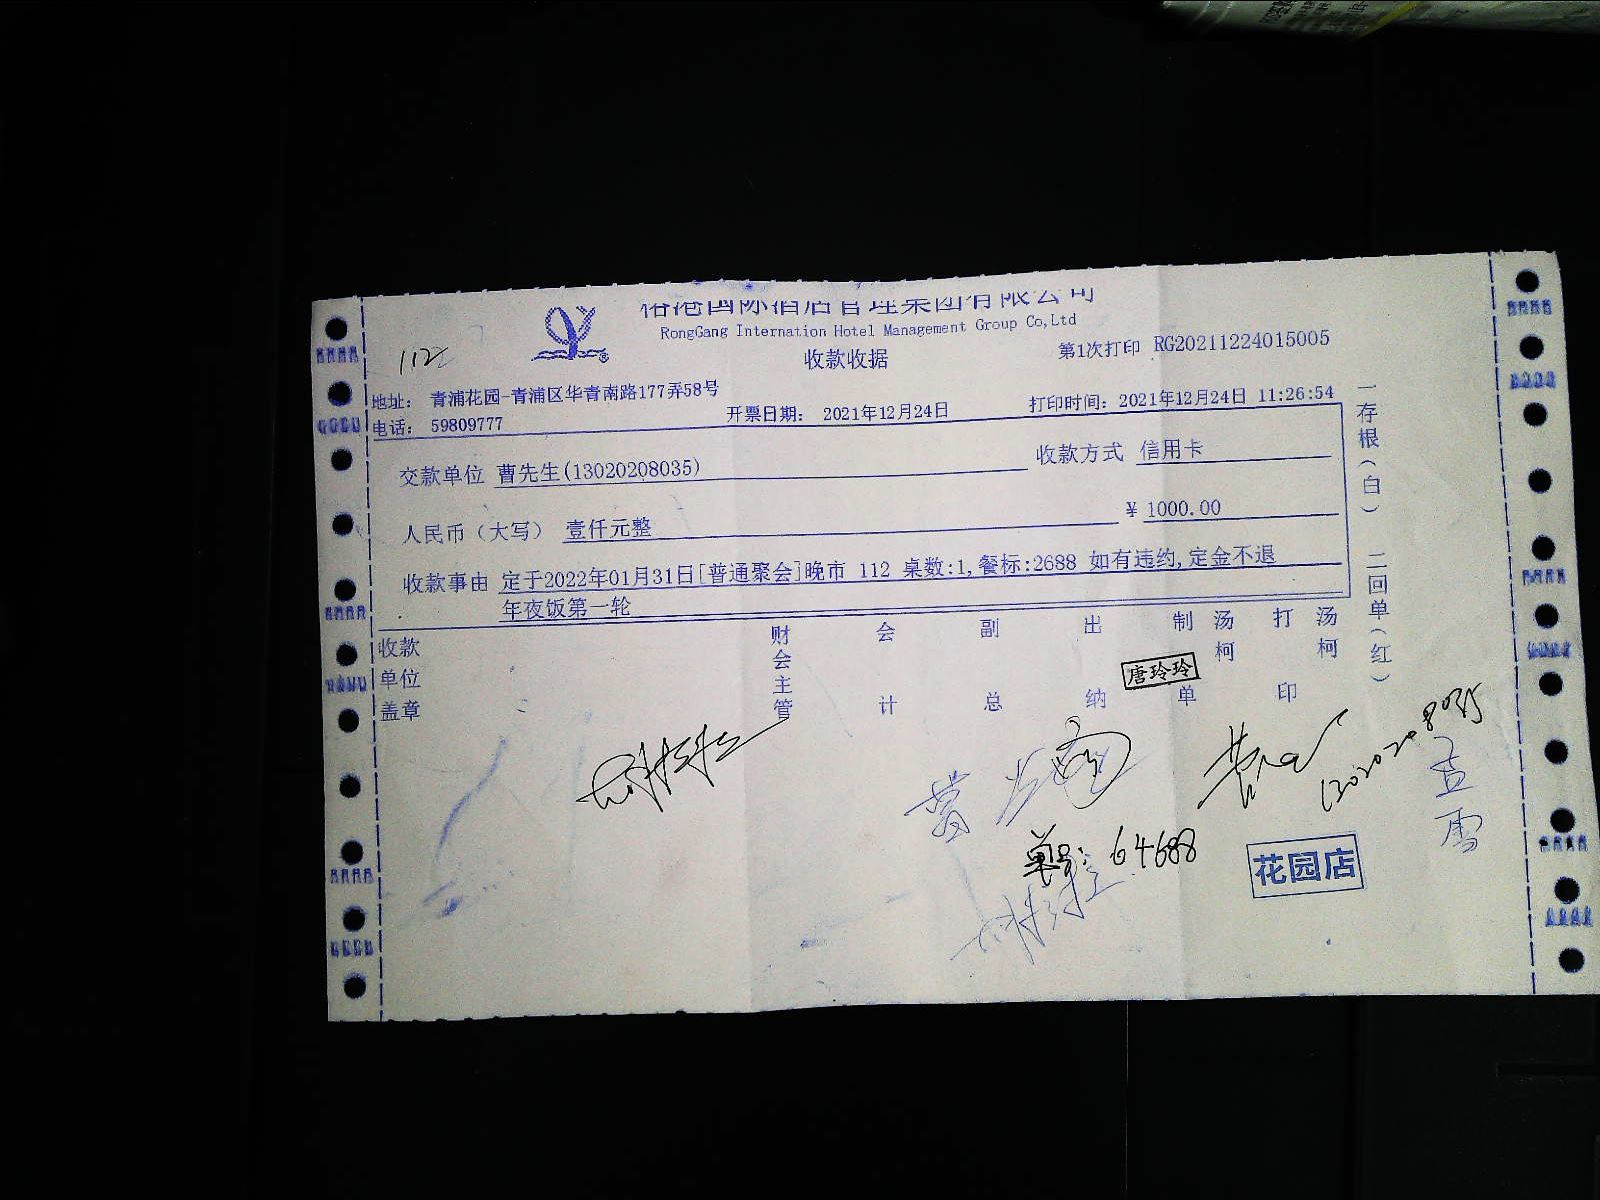 裕港国际酒店管理集团有限公司
RongGang Internation Hotel Management Group Co,Ltd
收款收据
第1次打印 RG20211224015005
112
地址: 青浦花园-青浦区华青南路177弄58号
电话: 59809777
开票日期: 2021年12月24日
打印时间: 2021年12月24日 11:26:54
交款单位 曹先生(13020208035)
收款方式 信用卡
人民币(大写) 壹仟元整
¥ 1000.00
收款事由 定于2022年01月31日[普通聚会]晚市 112 桌数:1,餐标:2688 如有违约,定金不退
年夜饭第一轮
一存根(白) 二回单(红)
收款单位盖章
财会主管
会计
副总
出纳
唐玲玲
制单
汤柯
打印
汤柯
13020208035
单号: 64688
花园店